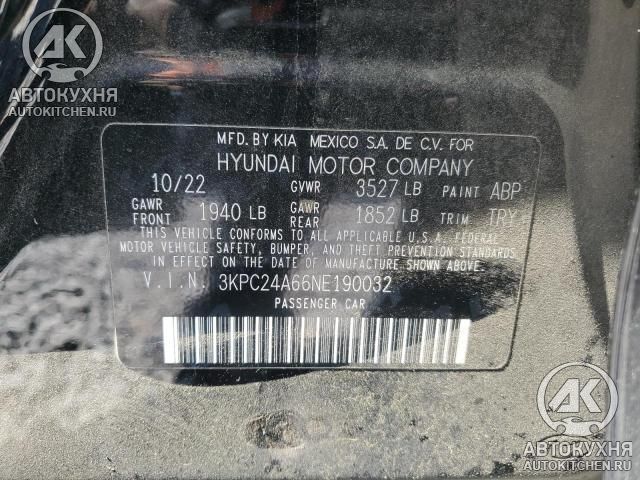 АК
АВТОКУХНЯ
AUTOKITCHEN.RU
MFD. BY KIA MEXICO S.A. DE C.V. FOR
HYUNDAI MOTOR COMPANY
10/22 GVWR 3527 LB PAINT ABP
GAWR FRONT 1940 LB GAWR REAR 1852 LB TRIM TRY
THIS VEHICLE CONFORMS TO ALL APPLICABLE U.S.A. FEDERAL
MOTOR VEHICLE SAFETY, BUMPER, AND THEFT PREVENTION STANDARDS
IN EFFECT ON THE DATE OF MANUFACTURE SHOWN ABOVE.
V.I.N. 3KPC24A66NE190032
PASSENGER CAR
АК
АВТОКУХНЯ
AUTOKITCHEN.RU